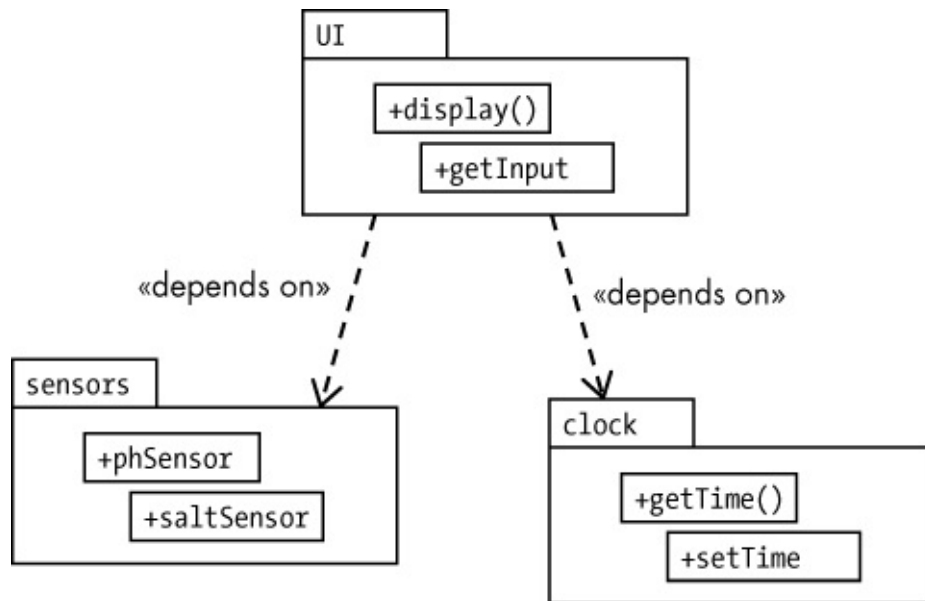 UI
+display()
+getInput
«depends on»
«depends on»
sensors
+phSensor
+saltSensor
clock
+getTime()
+setTime